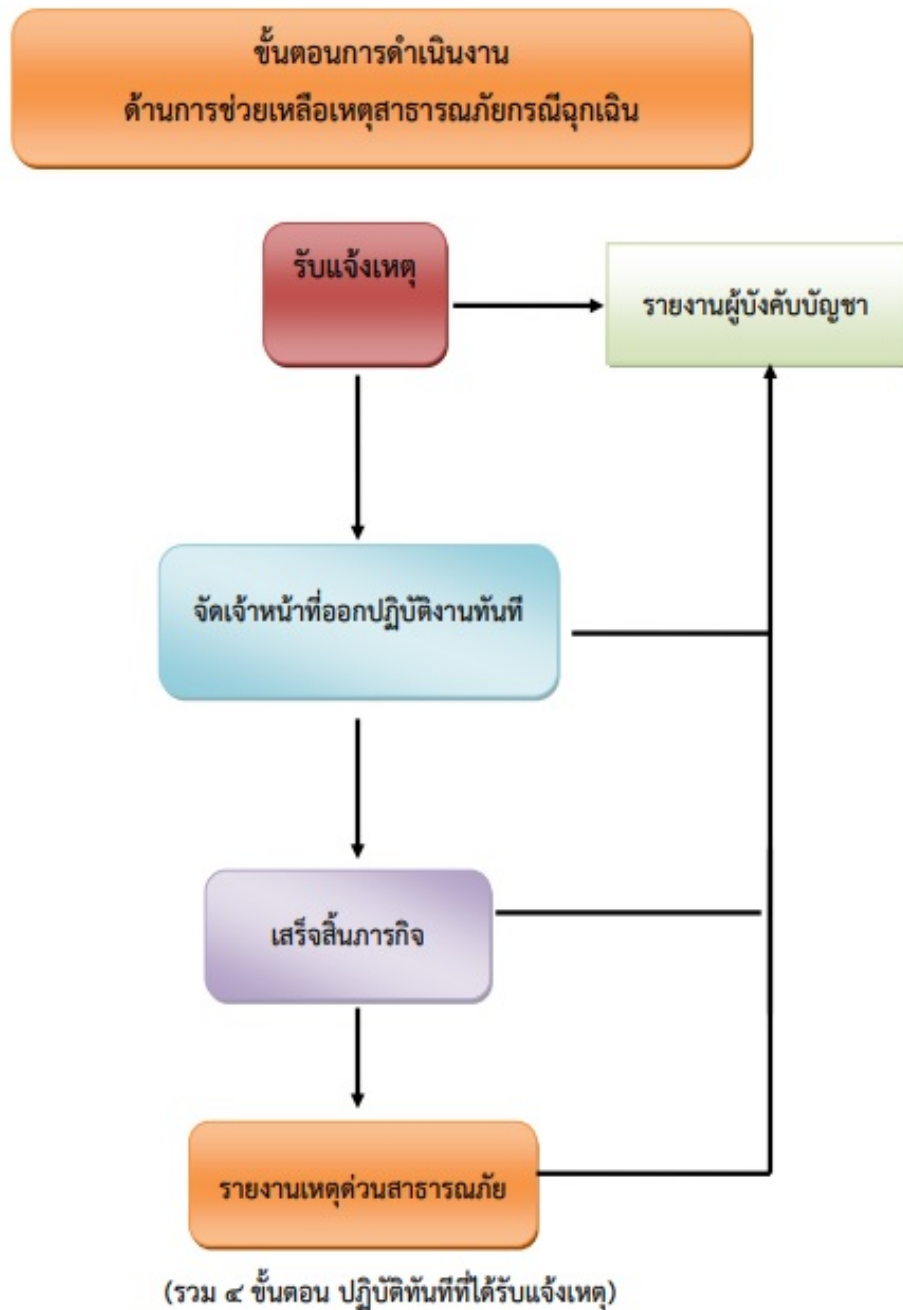 ขั้นตอนการดำเนินงาน
ด้านการช่วยเหลือเหตุสาธารณภัยกรณีฉุกเฉิน
รับแจ้งเหตุ
รายงานผู้บังคับบัญชา
จัดเจ้าหน้าที่ออกปฏิบัติงานทันที
เสร็จสิ้นภารกิจ
รายงานเหตุด่วนสาธารณภัย
(รวม ๔ ขั้นตอน ปฏิบัติทันทีที่ได้รับแจ้งเหตุ)